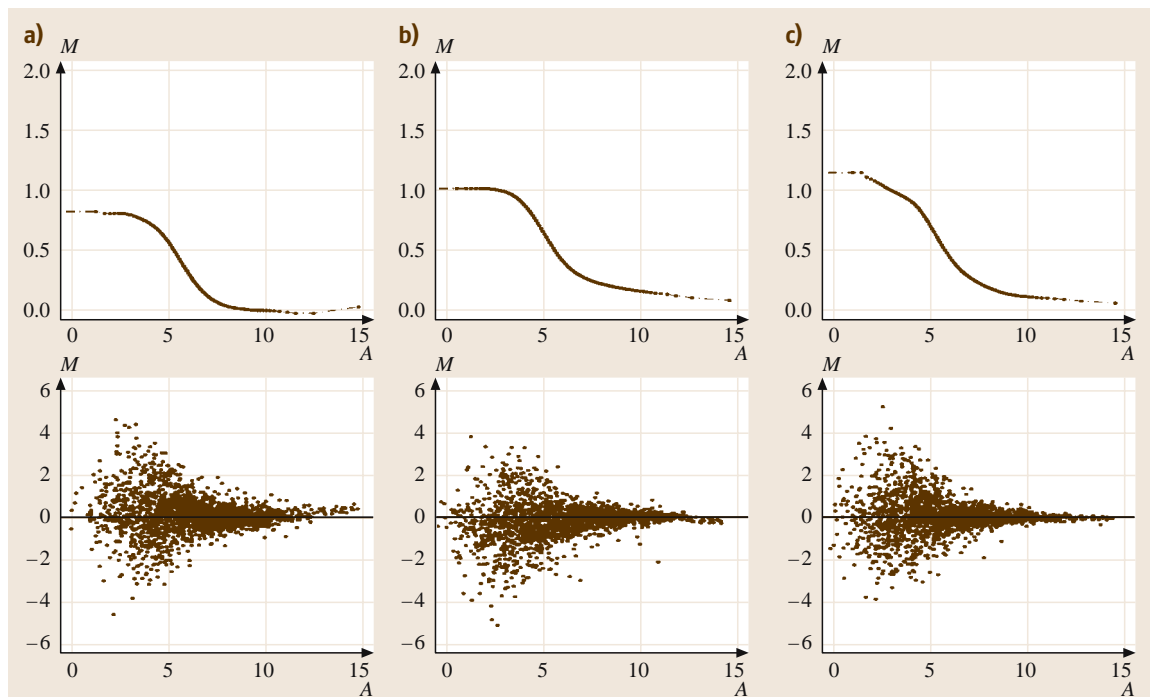 a) b) c)
M M M
2.0 2.0 2.0
1.5 1.5 1.5
1.0 1.0 1.0
0.5 0.5 0.5
0.0 0.0 0.0
0 5 10 15 0 5 10 15 0 5 10 15
A A A
M M M
6 6 6
4 4 4
2 2 2
0 0 0
−2 −2 −2
−4 −4 −4
−6 −6 −6
0 5 10 15 0 5 10 15 0 5 10 15
A A A